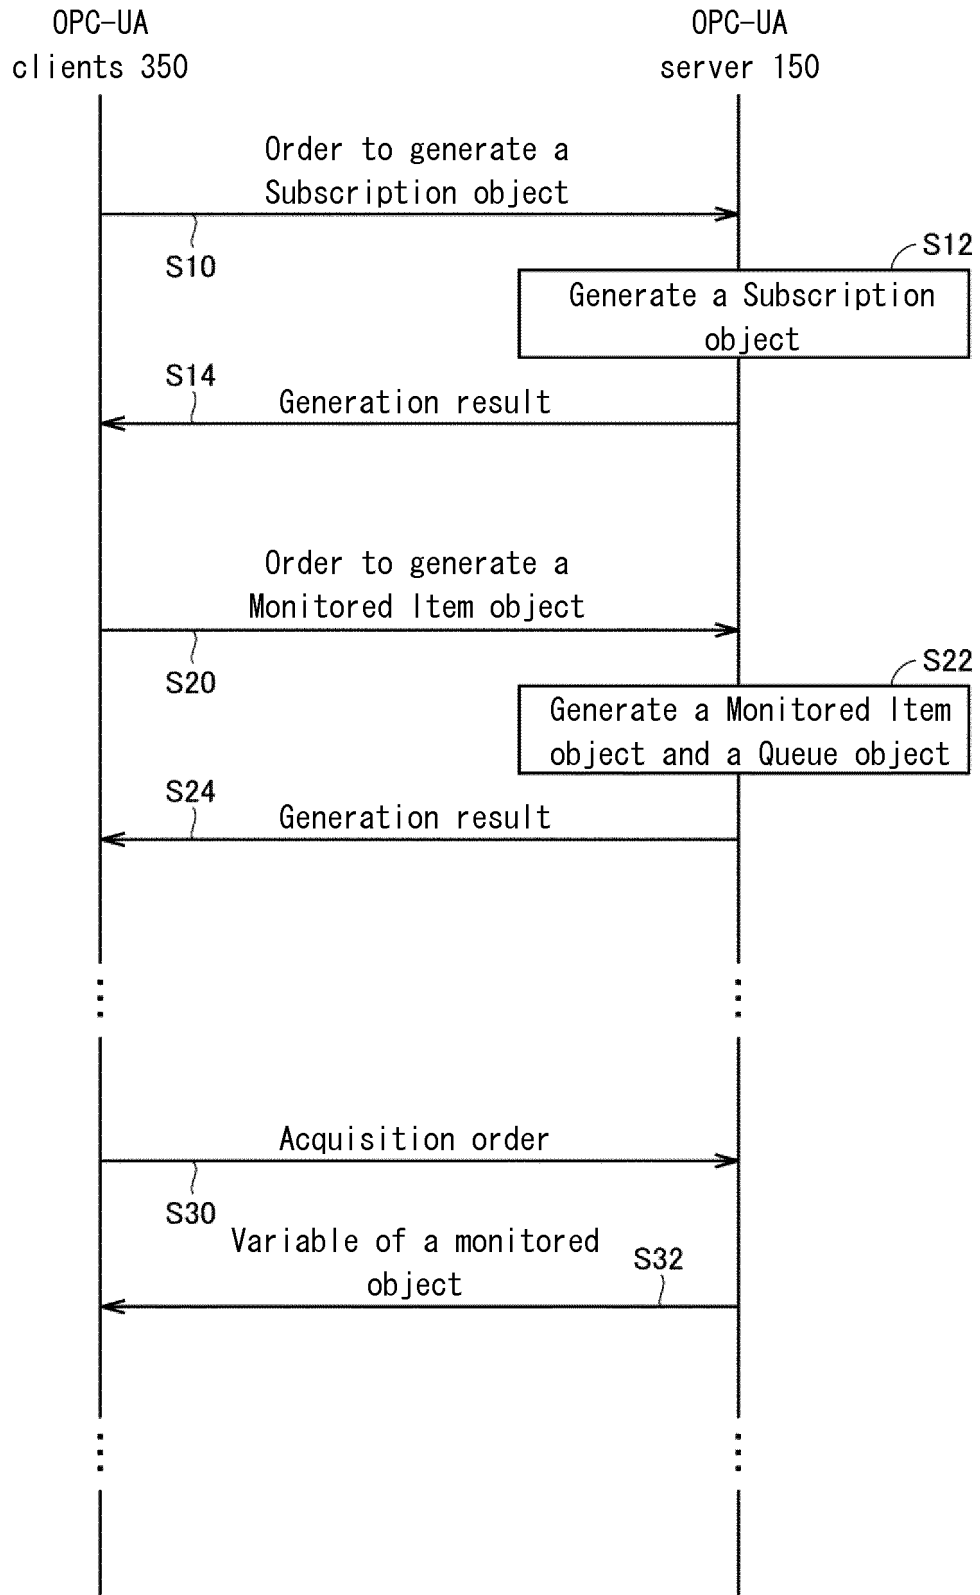 OPC-UA
clients 350
OPC-UA
server 150
Order to generate a
Subscription object
S10
S12
Generate a Subscription
object
S14
Generation result
Order to generate a
Monitored Item object
S20
S22
Generate a Monitored Item
object and a Queue object
S24
Generation result
Acquisition order
S30
Variable of a monitored
object
S32